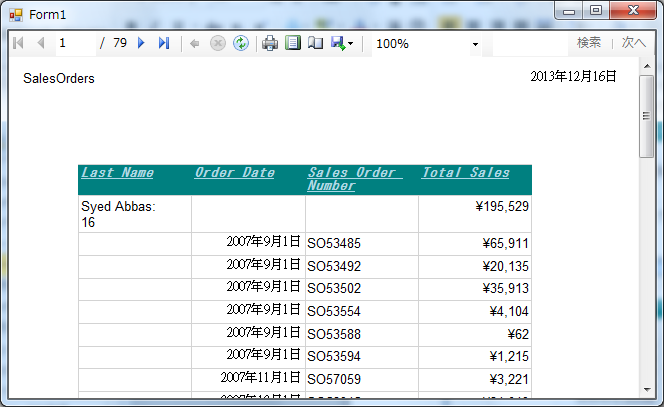 Form1
1 / 79 100% 検索 | 次へ
SalesOrders 2013年12月16日
Last Name Order Date Sales Order Total Sales
Number
Syed Abbas: ¥195,529
16
2007年9月1日 SO53485 ¥65,911
2007年9月1日 SO53492 ¥20,135
2007年9月1日 SO53502 ¥35,913
2007年9月1日 SO53554 ¥4,104
2007年9月1日 SO53588 ¥62
2007年9月1日 SO53594 ¥1,215
2007年11月1日 SO57059 ¥3,221